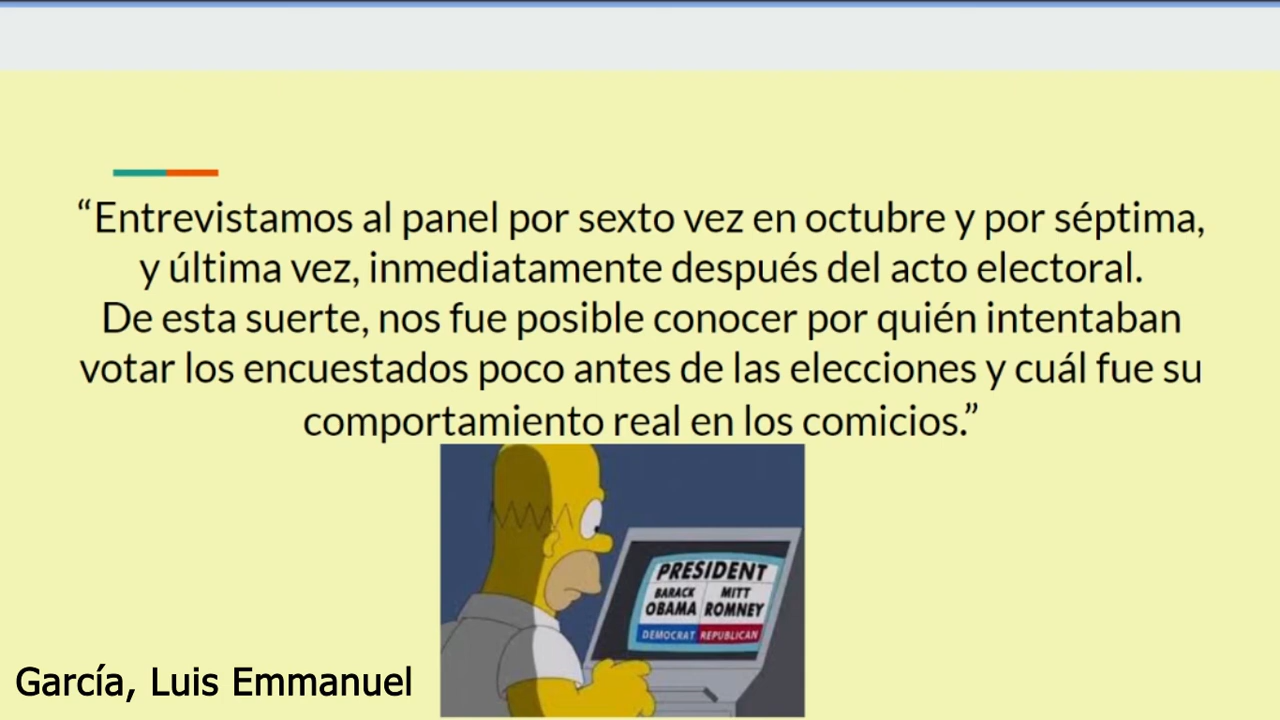 “Entrevistamos al panel por sexto vez en octubre y por séptima,
y última vez, inmediatamente después del acto electoral.
De esta suerte, nos fue posible conocer por quién intentaban
votar los encuestados poco antes de las elecciones y cuál fue su
comportamiento real en los comicios.”
PRESIDENT
BARACK OBAMA
MITT ROMNEY
DEMOCRAT REPUBLICAN
García, Luis Emmanuel